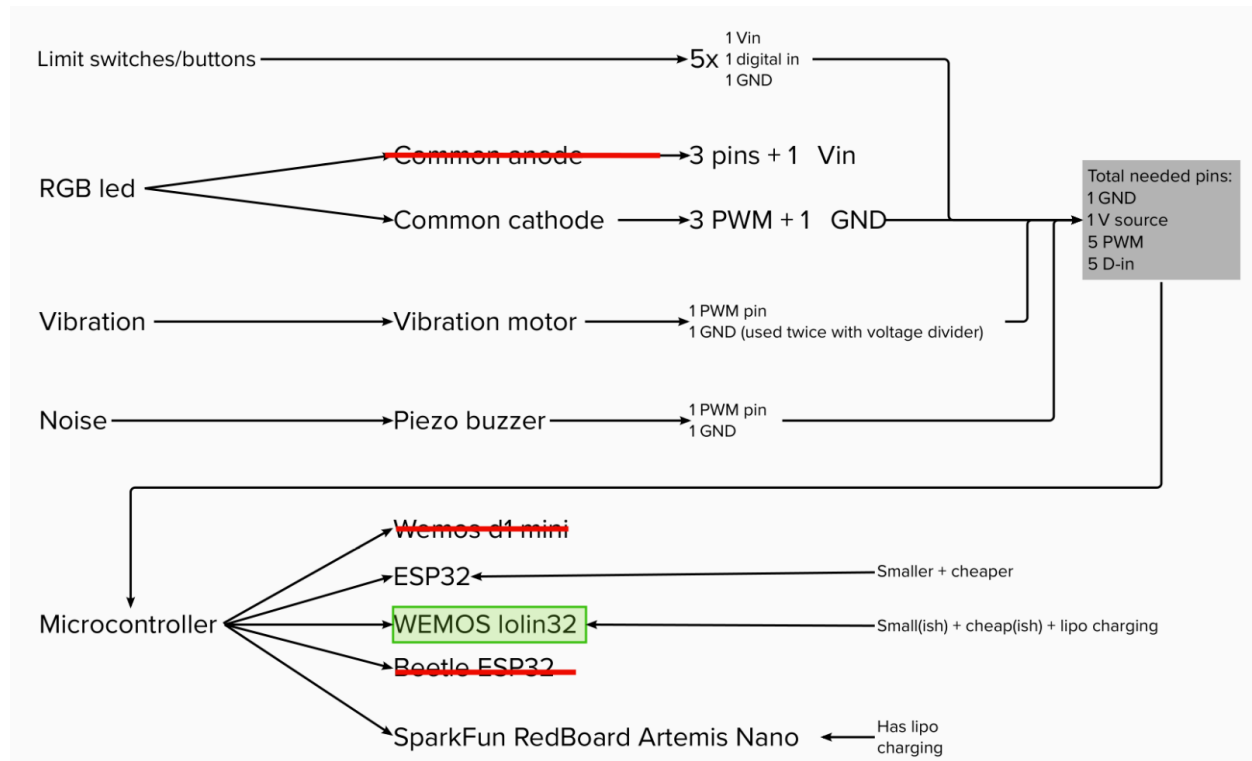 Limit switches/buttons
5x
1 Vin
1 digital in
1 GND
RGB led
Common anode
3 pins + 1 Vin
Common cathode
3 PWM + 1 GND
Total needed pins:
1 GND
1 V source
5 PWM
5 D-in
Vibration
Vibration motor
1 PWM pin
1 GND (used twice with voltage divider)
Noise
Piezo buzzer
1 PWM pin
1 GND
Microcontroller
Wemos d1 mini
ESP32
Smaller + cheaper
WEMOS lolin32
Small(ish) + cheap(ish) + lipo charging
Beetle ESP32
SparkFun RedBoard Artemis Nano
Has lipo
charging